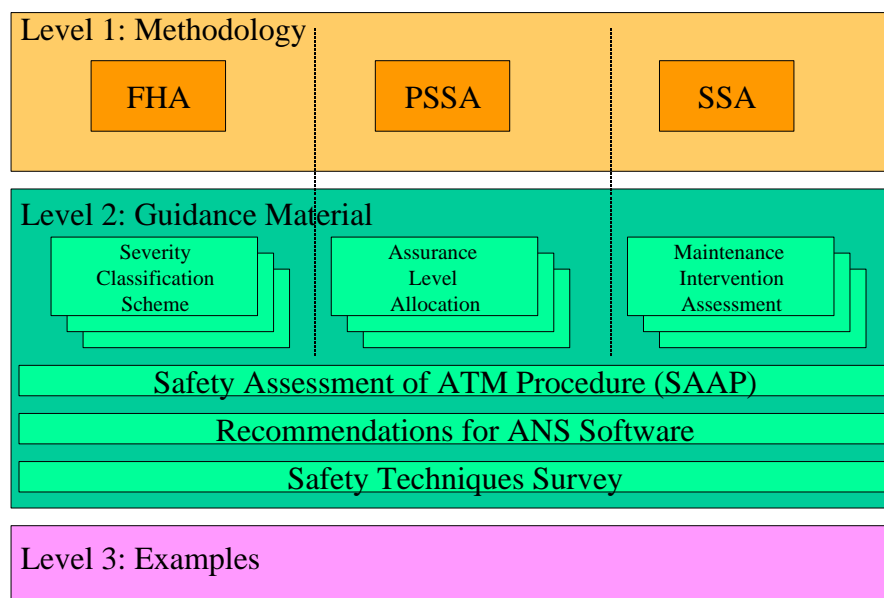 Level 1: Methodology
FHA
PSSA
SSA
Level 2: Guidance Material
Severity
Classification
Scheme
Assurance
Level
Allocation
Maintenance
Intervention
Assessment
Safety Assessment of ATM Procedure (SAAP)
Recommendations for ANS Software
Safety Techniques Survey
Level 3: Examples